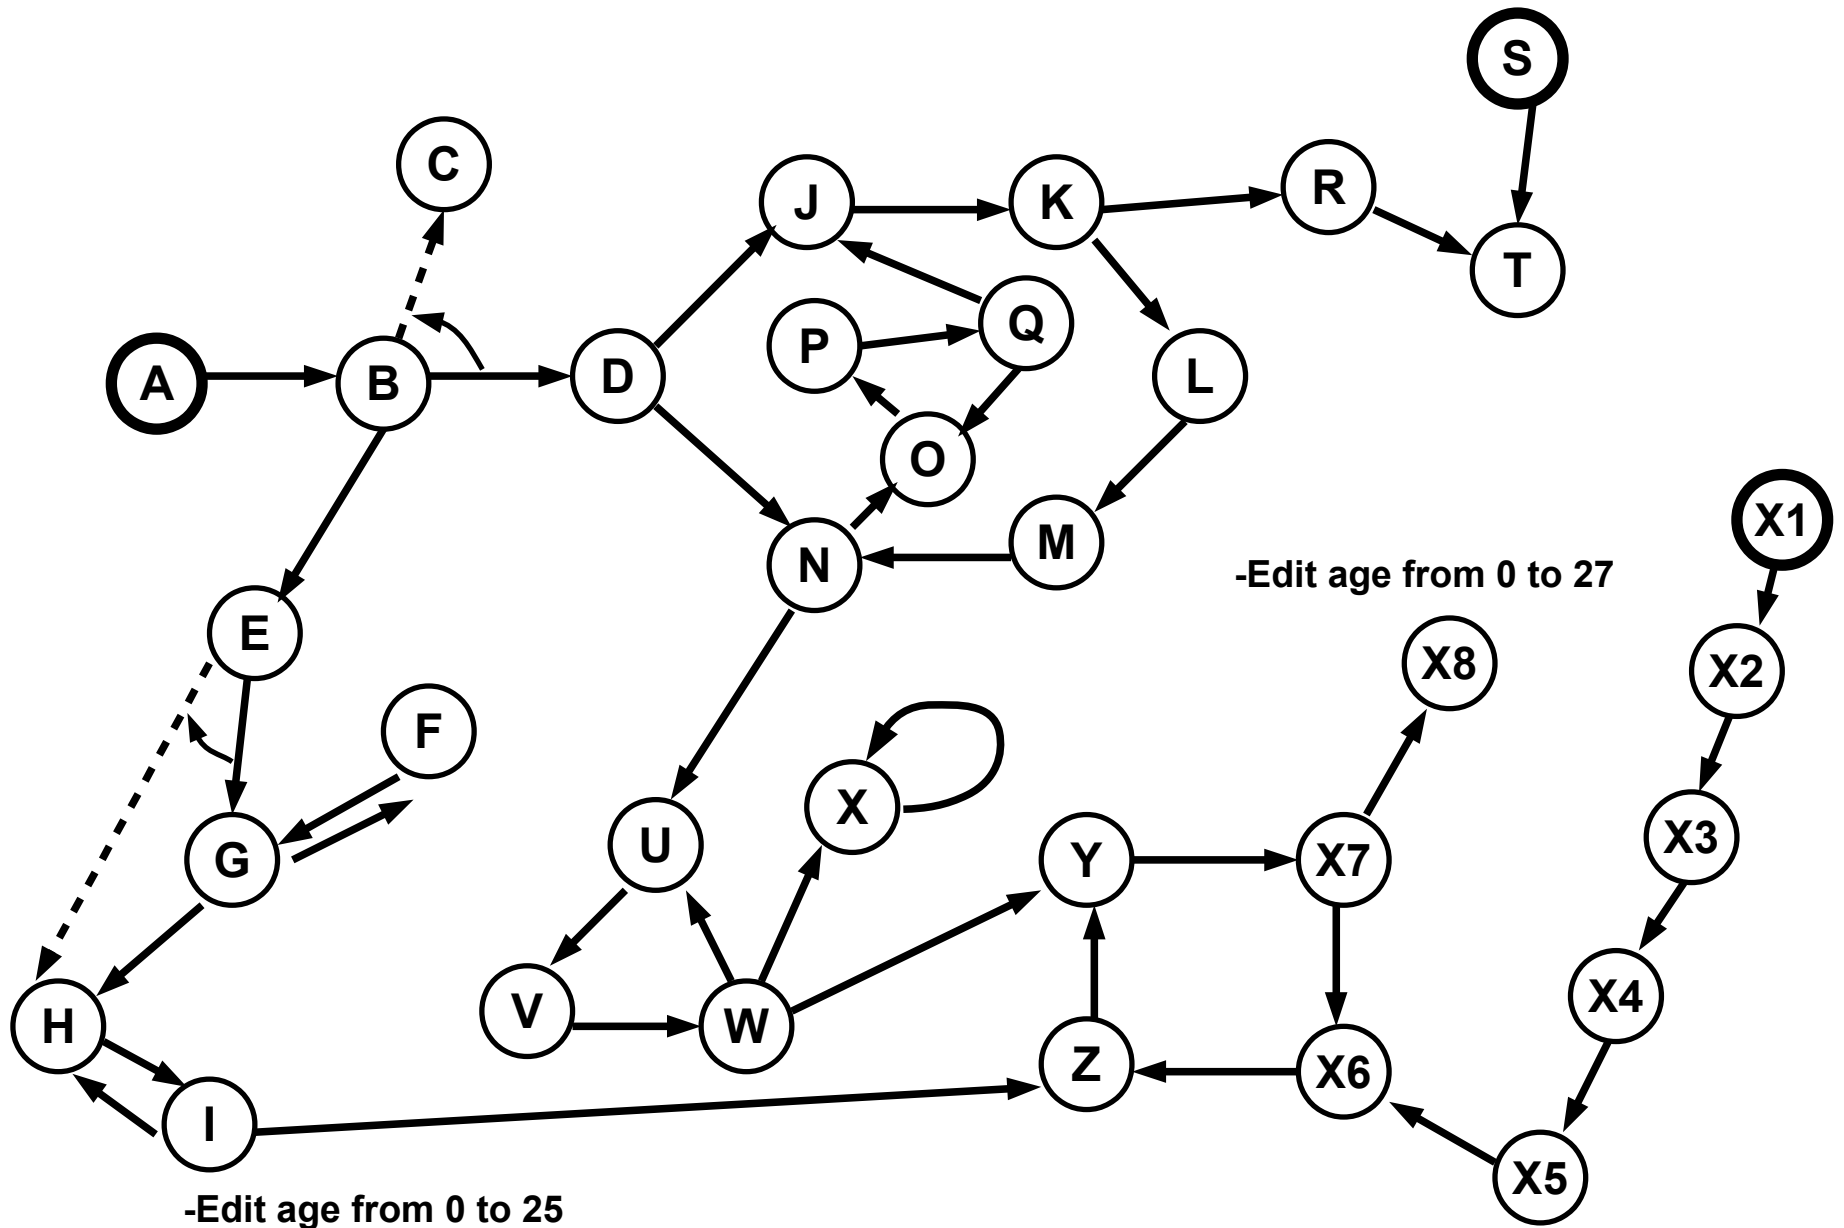 S
C
J
K
R
T
Q
P
A
B
D
L
O
X1
M
N
-Edit age from 0 to 27
E
X8
X2
F
X
X3
U
G
Y
X7
X4
V
W
H
Z
X6
I
X5
-Edit age from 0 to 25